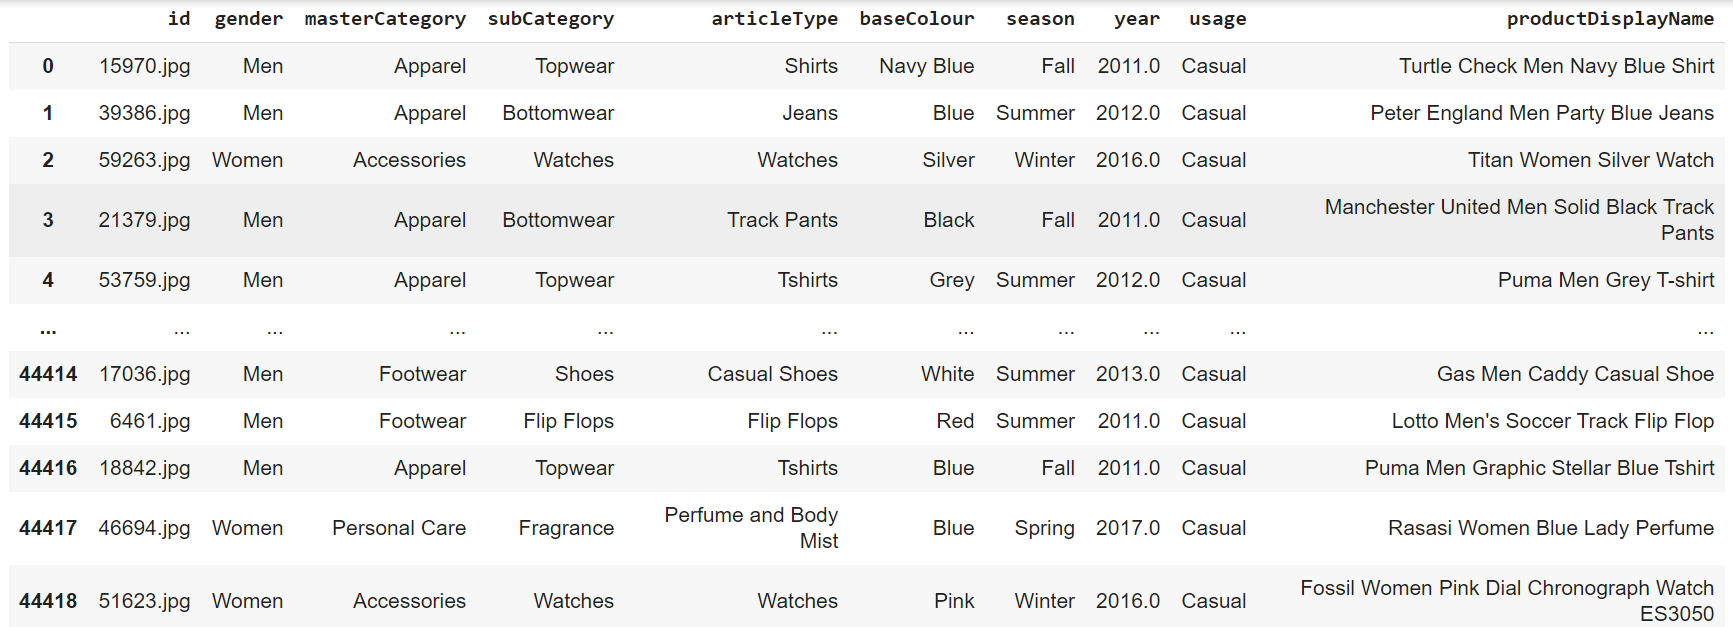 id gender masterCategory subCategory articleType baseColour season year usage productDisplayName
0 15970.jpg Men Apparel Topwear Shirts Navy Blue Fall 2011.0 Casual Turtle Check Men Navy Blue Shirt
1 39386.jpg Men Apparel Bottomwear Jeans Blue Summer 2012.0 Casual Peter England Men Party Blue Jeans
2 59263.jpg Women Accessories Watches Watches Silver Winter 2016.0 Casual Titan Women Silver Watch
3 21379.jpg Men Apparel Bottomwear Track Pants Black Fall 2011.0 Casual Manchester United Men Solid Black Track
Pants
4 53759.jpg Men Apparel Topwear Tshirts Grey Summer 2012.0 Casual Puma Men Grey T-shirt
... ... ... ... ... ... ... ... ... ... ...
44414 17036.jpg Men Footwear Shoes Casual Shoes White Summer 2013.0 Casual Gas Men Caddy Casual Shoe
44415 6461.jpg Men Footwear Flip Flops Flip Flops Red Summer 2011.0 Casual Lotto Men's Soccer Track Flip Flop
44416 18842.jpg Men Apparel Topwear Tshirts Blue Fall 2011.0 Casual Puma Men Graphic Stellar Blue Tshirt
44417 46694.jpg Women Personal Care Fragrance Perfume and Body
Mist Blue Spring 2017.0 Casual Rasasi Women Blue Lady Perfume
44418 51623.jpg Women Accessories Watches Watches Pink Winter 2016.0 Casual Fossil Women Pink Dial Chronograph Watch
ES3050